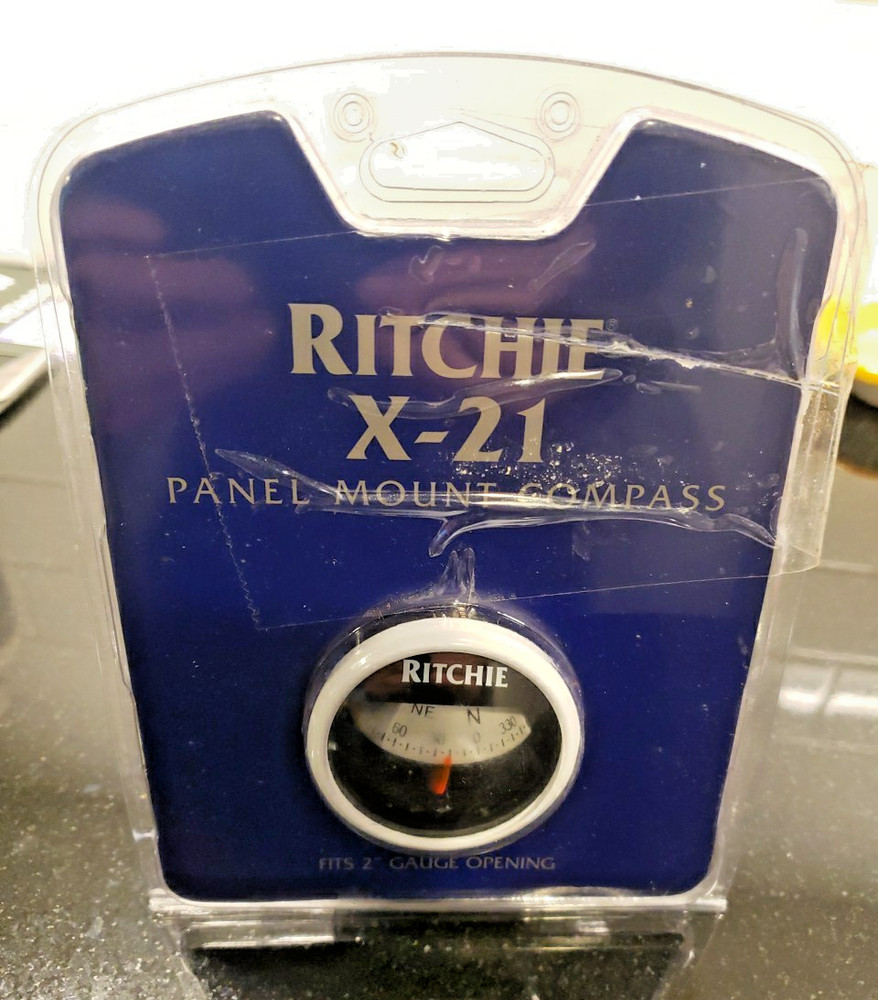 RITCHIE®
X-21
PANEL MOUNT COMPASS
RITCHIE
NE N
60 30 0 330
FITS 2" GAUGE OPENING